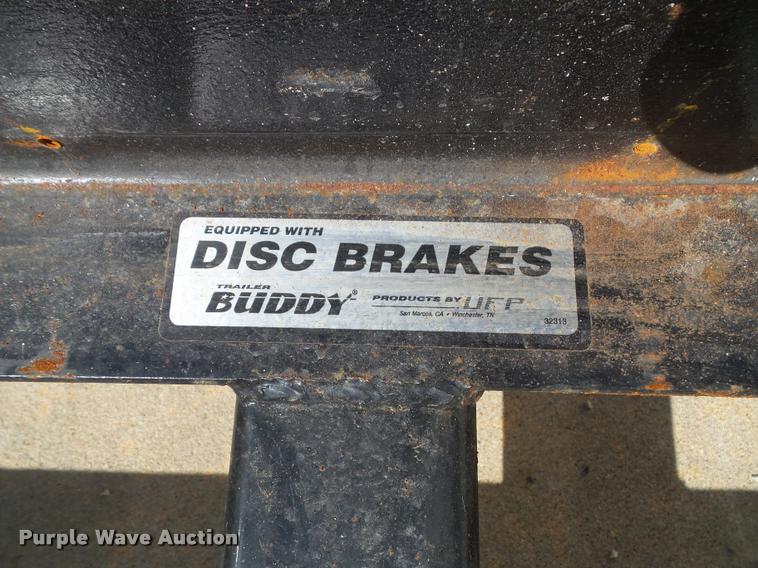 EQUIPPED WITH
DISC BRAKES
TRAILER
BUDDY®
PRODUCTS BY UFP
San Marcos, CA • Winchester, TN
32313
Purple Wave Auction®